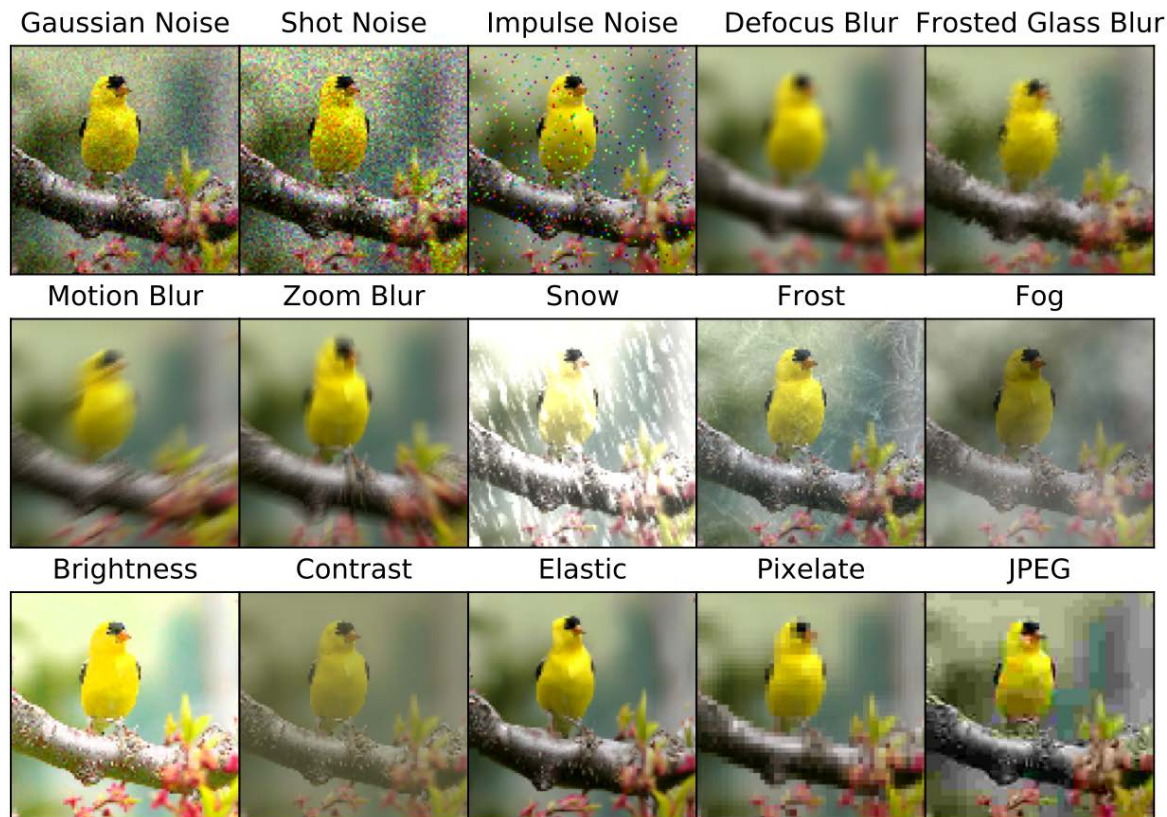 Gaussian Noise Shot Noise Impulse Noise Defocus Blur Frosted Glass Blur
Motion Blur Zoom Blur Snow Frost Fog
Brightness Contrast Elastic Pixelate JPEG